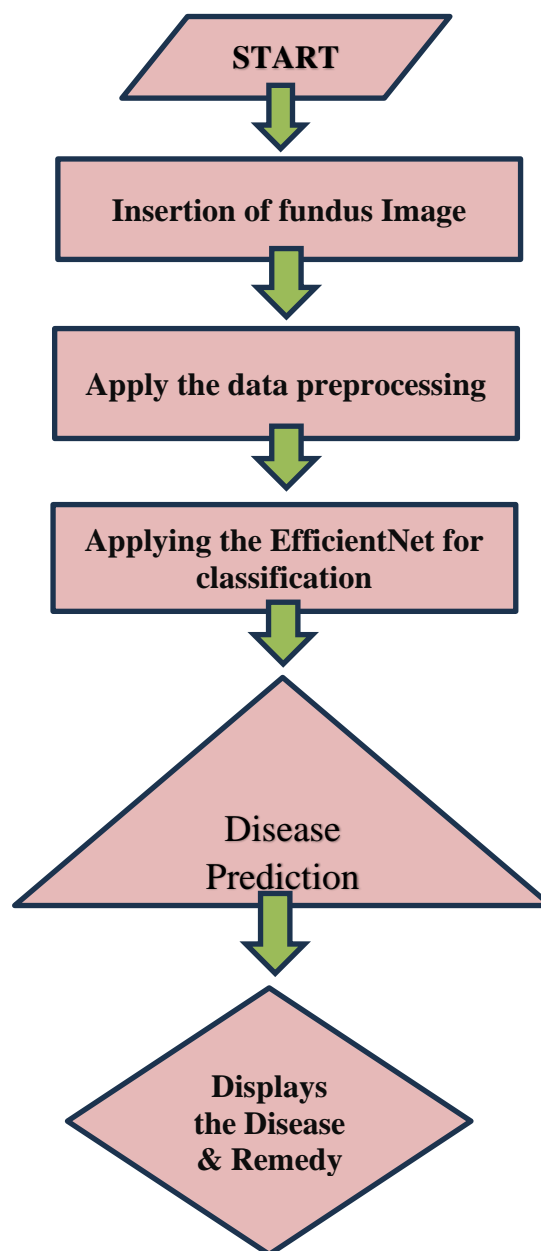 START
Insertion of fundus Image
Apply the data preprocessing
Applying the EfficientNet for
classification
Disease
Prediction
Displays
the Disease
& Remedy